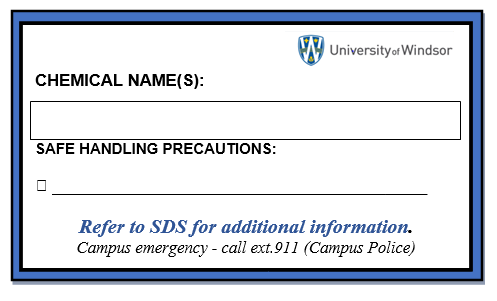 University of Windsor
CHEMICAL NAME(S):
SAFE HANDLING PRECAUTIONS:
☐ ________________________________________
Refer to SDS for additional information.
Campus emergency - call ext.911 (Campus Police)